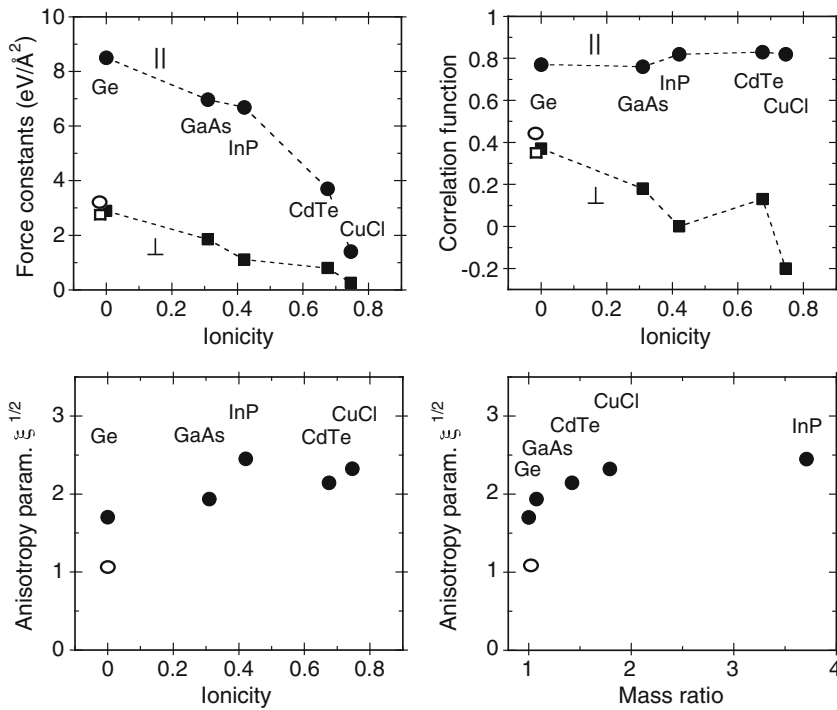 Force constants (eV/Å²)
10
8
6
4
2
0
||
Ge
GaAs
InP
CdTe
CuCl
⊥
0 0.2 0.4 0.6 0.8
Ionicity
Correlation function
1
0.8
0.6
0.4
0.2
0
-0.2
||
InP
CdTe
Ge
GaAs
CuCl
⊥
0 0.2 0.4 0.6 0.8
Ionicity
Anisotropy param. ξ 1/2
3
2
1
0
CuCl
InP
Ge
GaAs
CdTe
0 0.2 0.4 0.6 0.8
Ionicity
Anisotropy param. ξ 1/2
3
2
1
0
CuCl
CdTe
InP
GaAs
Ge
1 2 3 4
Mass ratio